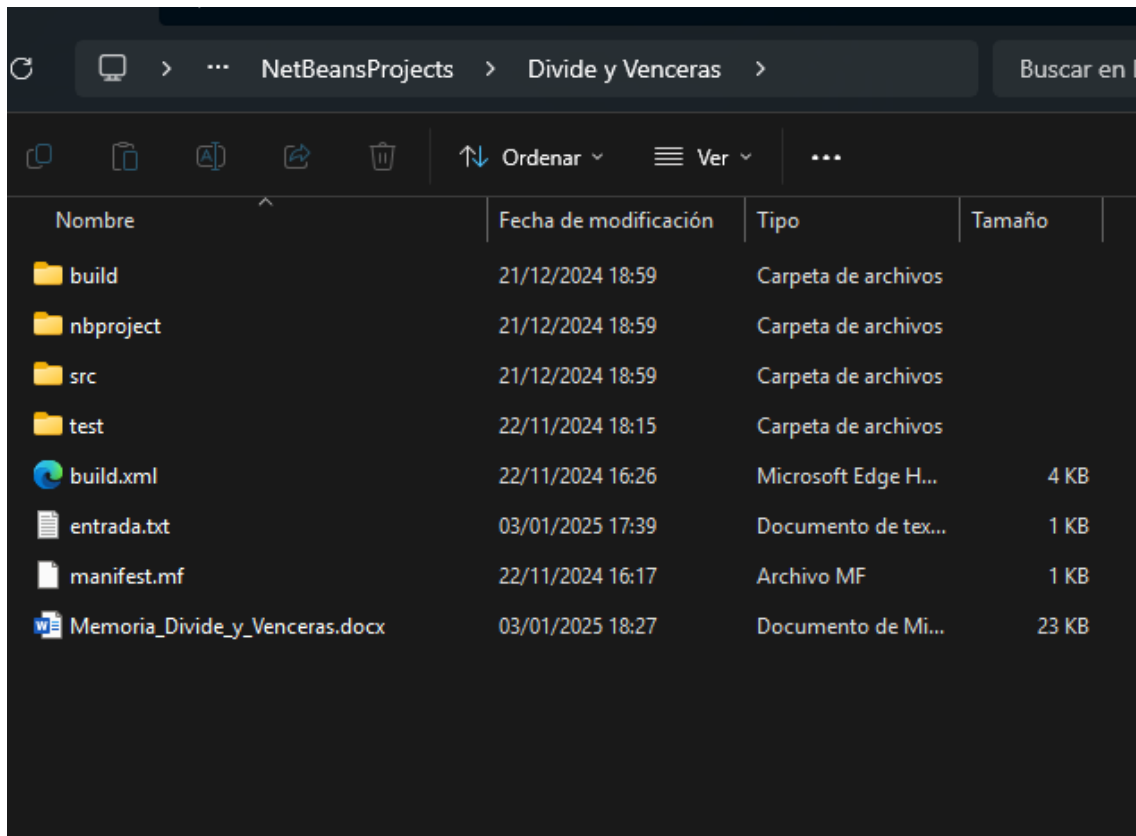 > ··· NetBeansProjects > Divide y Venceras > Buscar en
Ordenar Ver ···
Nombre Fecha de modificación Tipo Tamaño
build 21/12/2024 18:59 Carpeta de archivos
nbproject 21/12/2024 18:59 Carpeta de archivos
src 21/12/2024 18:59 Carpeta de archivos
test 22/11/2024 18:15 Carpeta de archivos
build.xml 22/11/2024 16:26 Microsoft Edge H... 4 KB
entrada.txt 03/01/2025 17:39 Documento de tex... 1 KB
manifest.mf 22/11/2024 16:17 Archivo MF 1 KB
Memoria_Divide_y_Venceras.docx 03/01/2025 18:27 Documento de Mi... 23 KB